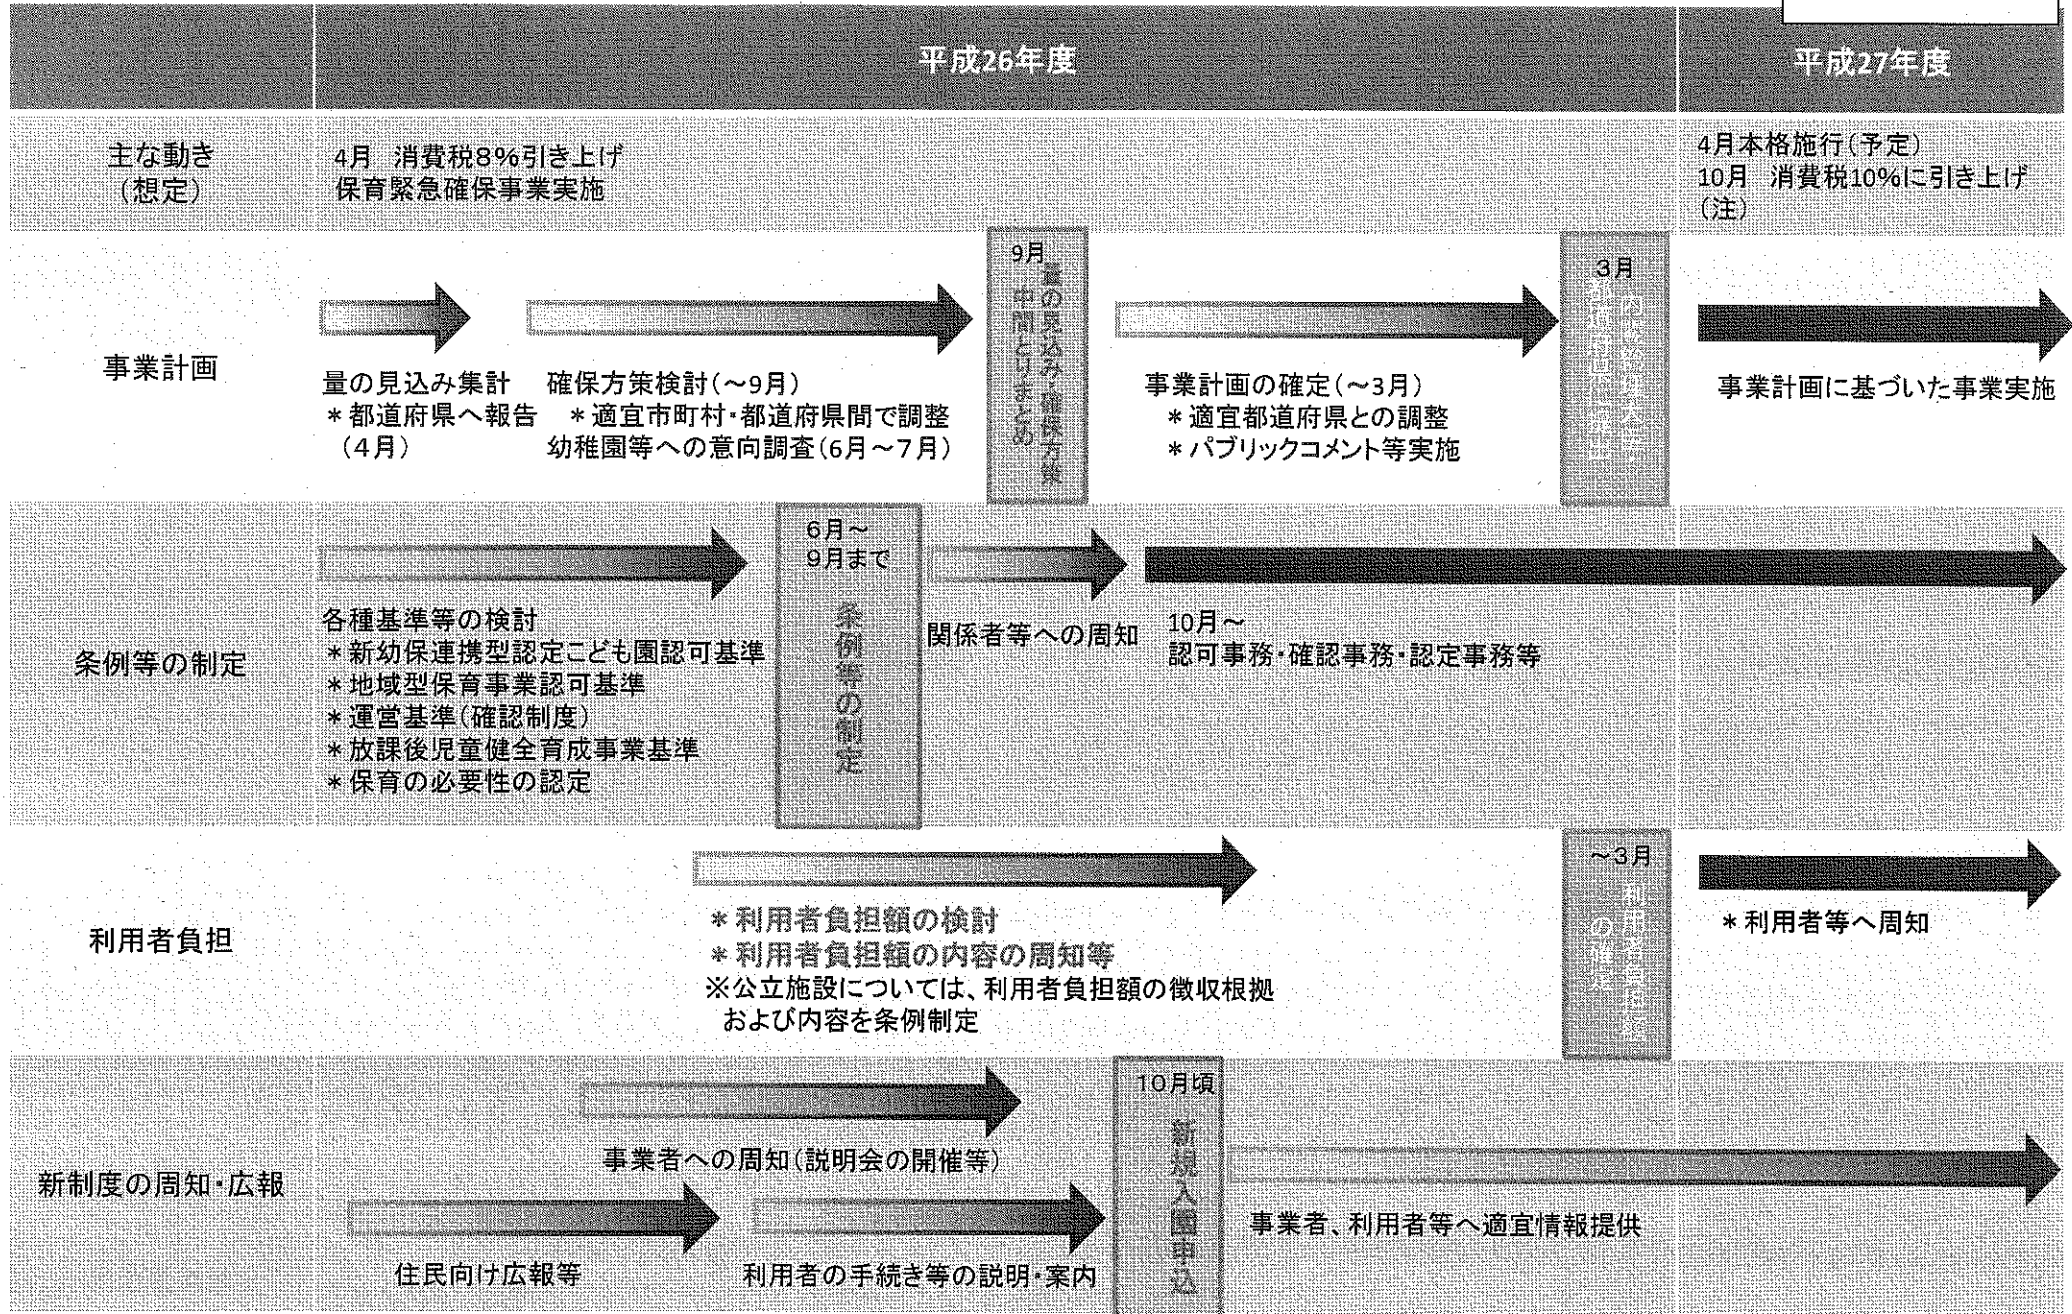 平成26年度
平成27年度
主な動き
(想定)
4月 消費税8%引き上げ
保育緊急確保事業実施
4月本格施行(予定)
10月 消費税10%に引き上げ
(注)
事業計画
量の見込み集計
*都道府県へ報告
(4月)
確保方策検討(～9月)
*適宜市町村・都道府県間で調整
幼稚園等への意向調査(6月～7月)
9月
量の見込み・確保方策
中間とりまとめ
事業計画の確定(～3月)
*適宜都道府県との調整
*パブリックコメント等実施
3月
事業計画に基づいた事業実施
条例等の制定
各種基準等の検討
*新幼保連携型認定こども園認可基準
*地域型保育事業認可基準
*運営基準(確認制度)
*放課後児童健全育成事業基準
*保育の必要性の認定
6月～
9月まで
条例等の制定
関係者等への周知
10月～
認可事務・確認事務・認定事務等
利用者負担
*利用者負担額の検討
*利用者負担額の内容の周知等
※公立施設については、利用者負担額の徴収根拠
および内容を条例制定
～3月
利用者負担額
の確定
*利用者等へ周知
新制度の周知・広報
事業者への周知(説明会の開催等)
住民向け広報等
利用者の手続き等の説明・案内
10月頃
新規入園申込
事業者、利用者等へ適宜情報提供